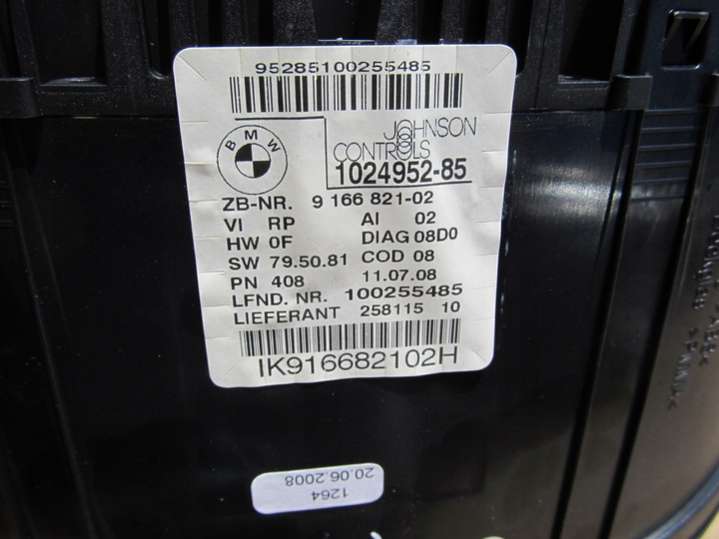 95285100255485
BMW
JOHNSON
CONTROLS
1024952-85
ZB-NR. 9 166 821-02
VI RP AI 02
HW 0F DIAG 08D0
SW 79.50.81 COD 08
PN 408 11.07.08
LFND. NR. 100255485
LIEFERANT 258115 10
IK916682102H
1264
20.06.2008